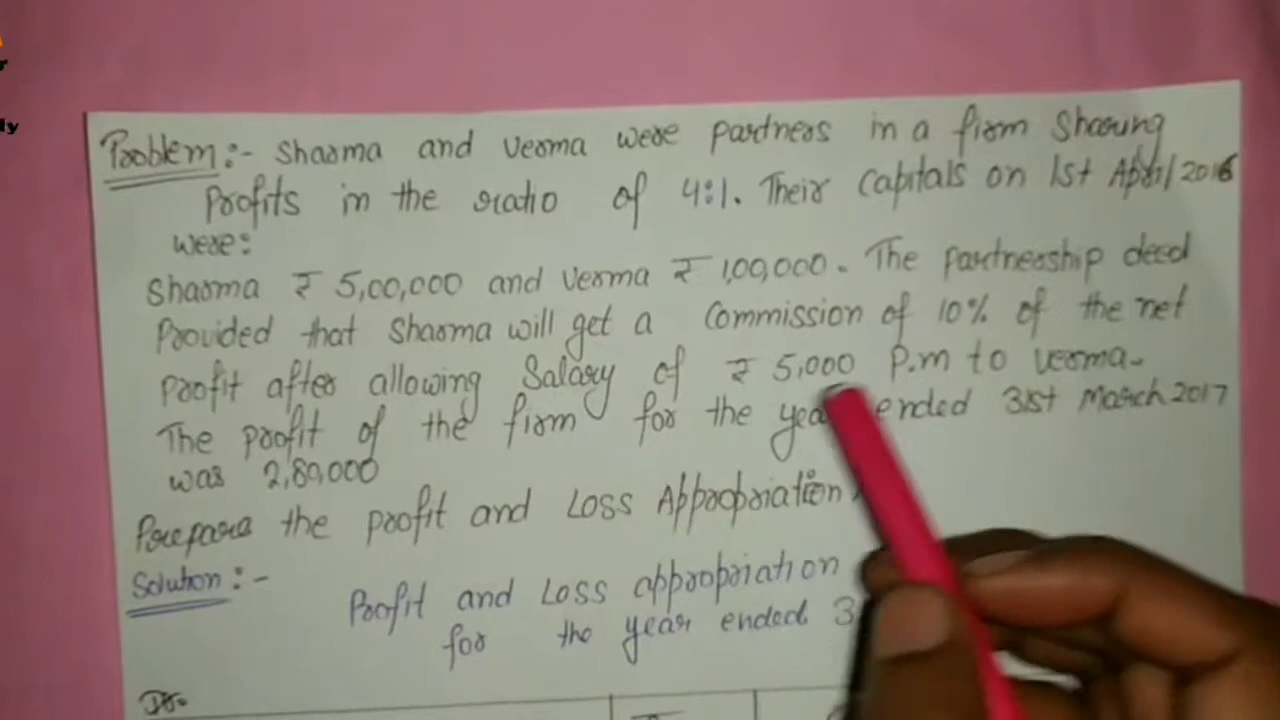 Problem:- Sharma and Verma were partners in a firm Sharing
Profits in the ratio of 4:1. Their Capitals on 1st April 2016
were:
Sharma ₹ 5,00,000 and Verma ₹ 1,00,000. The partnership deed
Provided that Sharma will get a Commission of 10% of the net
Profit after allowing Salary of ₹ 5,000 P.m to Verma.
The profit of the firm for the year ended 31st March 2017
was 2,80,000
Prepare the profit and Loss Appropriation
Solution:-
Profit and Loss appropriation
for the year ended 3
Dr.